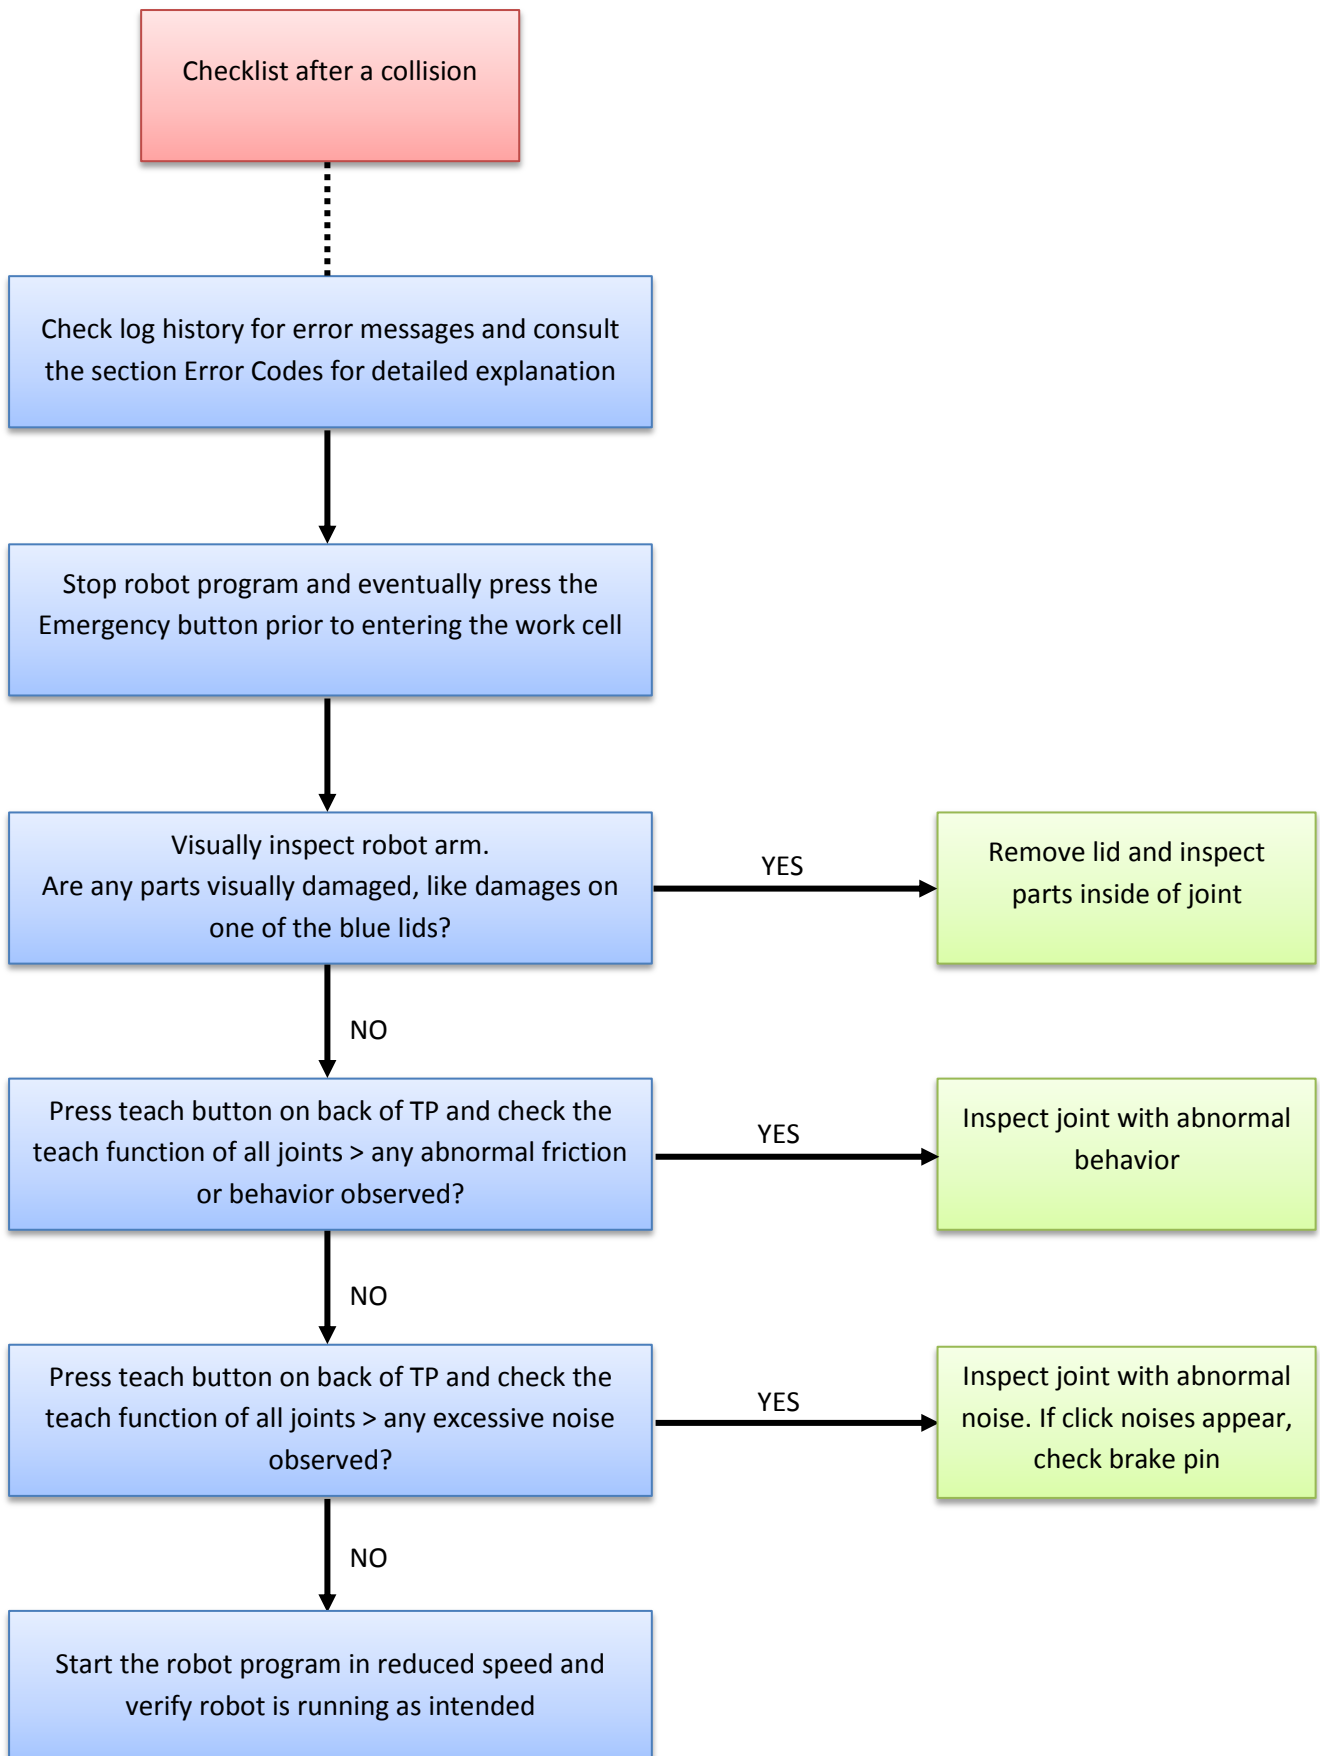 Checklist after a collision
Check log history for error messages and consult
the section Error Codes for detailed explanation
Stop robot program and eventually press the
Emergency button prior to entering the work cell
Visually inspect robot arm.
Are any parts visually damaged, like damages on
one of the blue lids?
YES
Remove lid and inspect
parts inside of joint
NO
Press teach button on back of TP and check the
teach function of all joints > any abnormal friction
or behavior observed?
YES
Inspect joint with abnormal
behavior
NO
Press teach button on back of TP and check the
teach function of all joints > any excessive noise
observed?
YES
Inspect joint with abnormal
noise. If click noises appear,
check brake pin
NO
Start the robot program in reduced speed and
verify robot is running as intended